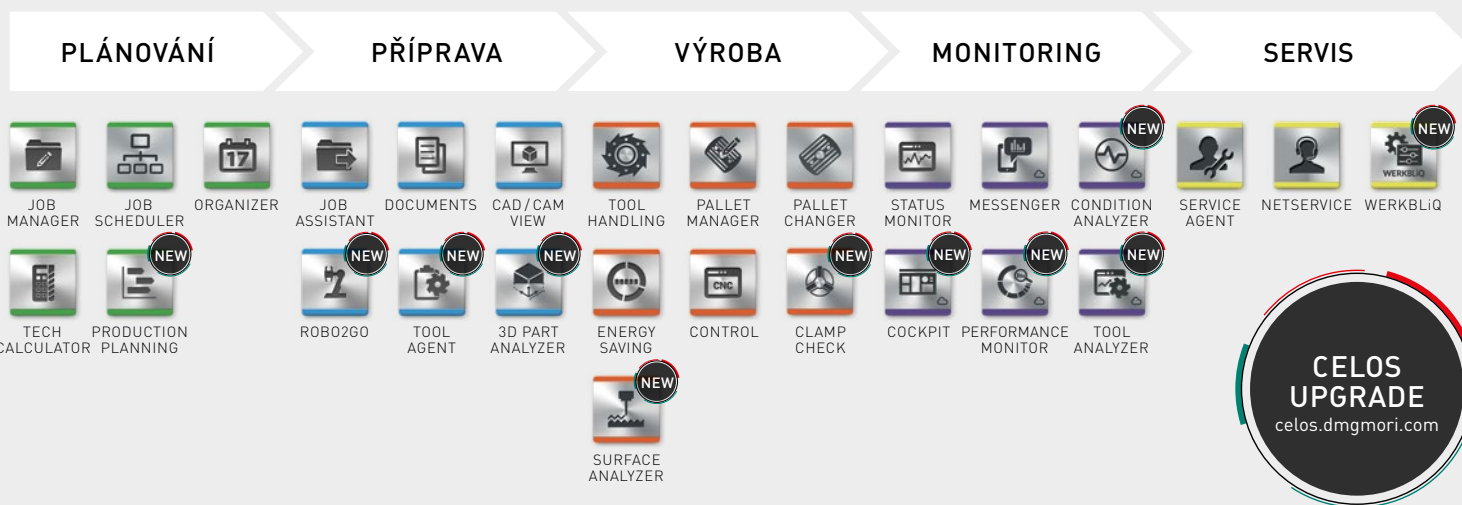 PLÁNOVÁNÍ
PŘÍPRAVA
VÝROBA
MONITORING
SERVIS
17
JOB
MANAGER
JOB
SCHEDULER
ORGANIZER
NEW
TECH
CALCULATOR
PRODUCTION
PLANNING
JOB
ASSISTANT
DOCUMENTS
CAD/CAM
VIEW
NEW
NEW
NEW
ROBO2GO
TOOL
AGENT
3D PART
ANALYZER
TOOL
HANDLING
PALLET
MANAGER
PALLET
CHANGER
CNC
NEW
ENERGY
SAVING
CONTROL
CLAMP
CHECK
NEW
SURFACE
ANALYZER
NEW
STATUS
MONITOR
MESSENGER
CONDITION
ANALYZER
NEW
NEW
NEW
COCKPIT
PERFORMANCE
MONITOR
TOOL
ANALYZER
NEW
WERKBLiQ
SERVICE
AGENT
NETSERVICE
WERKBLiQ
CELOS
UPGRADE
celos.dmgmori.com